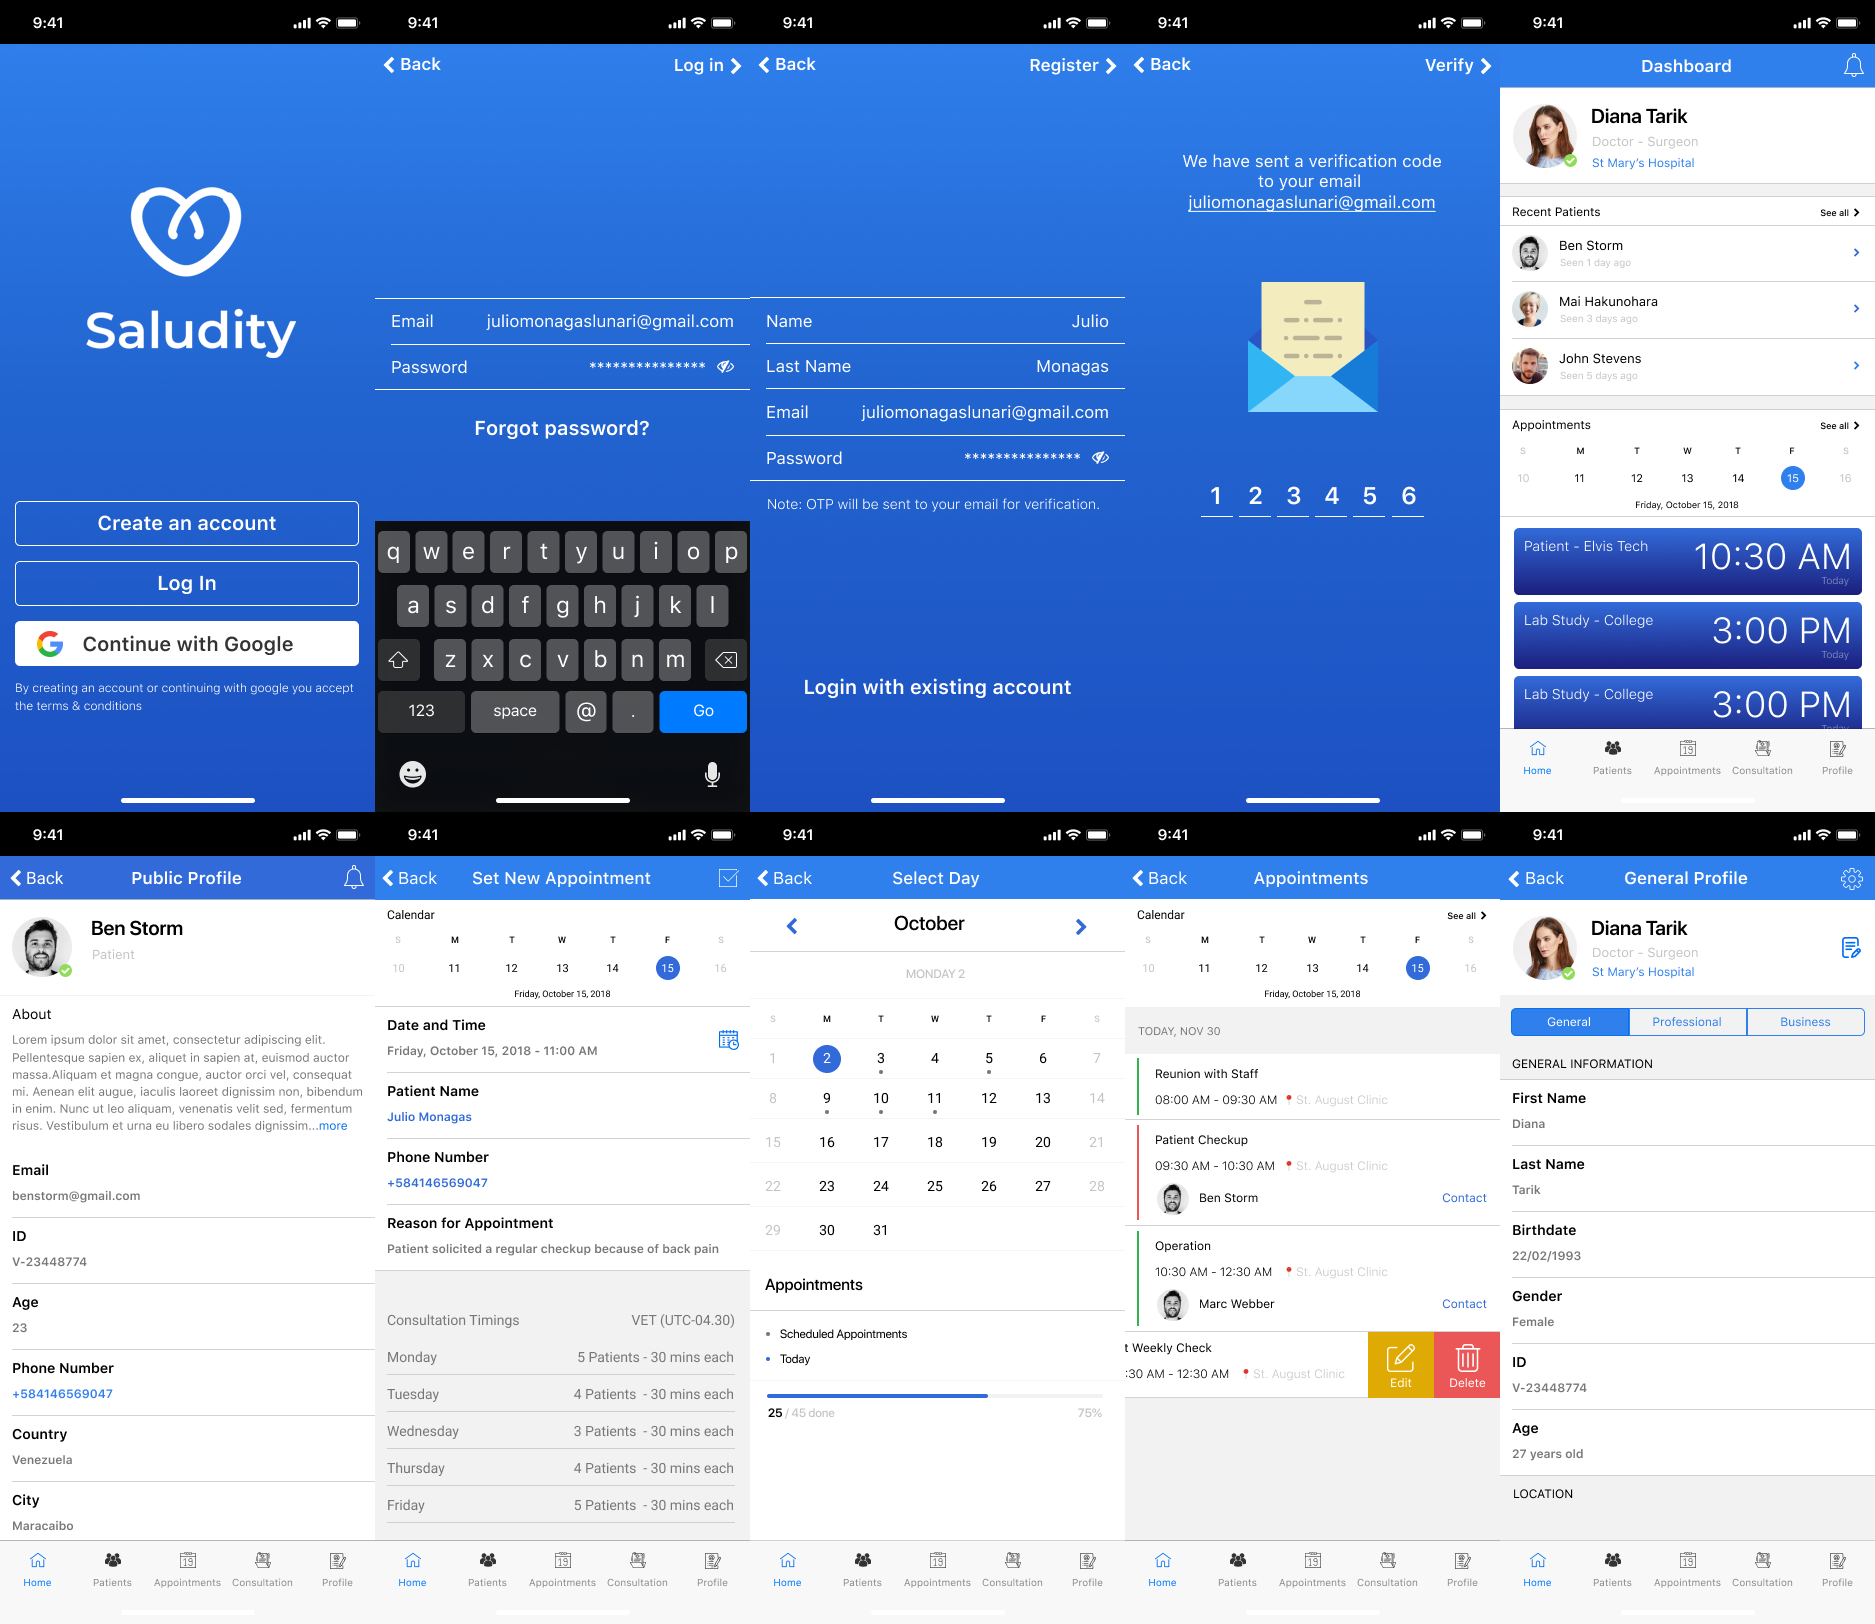 9:41
Saludity
Create an account
Log In
Continue with Google
By creating an account or continuing with google you accept
the terms & conditions
9:41
Back
Log in
Email juliomonagaslunari@gmail.com
Password ***************
Forgot password?
q w e r t y u i o p
a s d f g h j k l
z x c v b n m
123 space @ . Go
9:41
Back
Register
Name Julio
Last Name Monagas
Email juliomonagaslunari@gmail.com
Password ***************
Note: OTP will be sent to your email for verification.
Login with existing account
9:41
Back
Verify
We have sent a verification code
to your email
juliomonagaslunari@gmail.com
1 2 3 4 5 6
9:41
Dashboard
Diana Tarik
Doctor - Surgeon
St Mary's Hospital
Recent Patients See all
Ben Storm
Seen 1 day ago
Mai Hakunohara
Seen 3 days ago
John Stevens
Seen 5 days ago
Appointments See all
S M T W T F S
10 11 12 13 14 15 16
Friday, October 15, 2018
Patient - Elvis Tech 10:30 AM
Today
Lab Study - College 3:00 PM
Today
Lab Study - College 3:00 PM
Today
Home Patients Appointments Consultation Profile
9:41
Back Public Profile
Ben Storm
Patient
About
Lorem ipsum dolor sit amet, consectetur adipiscing elit.
Pellentesque sapien ex, aliquet in sapien at, euismod auctor
massa.Aliquam et magna congue, auctor orci vel, consequat
mi. Aenean elit augue, iaculis laoreet dignissim non, bibendum
in enim. Nunc ut leo aliquam, venenatis velit sed, fermentum
risus. Vestibulum et urna eu libero sodales dignissim...more
Email
benstorm@gmail.com
ID
V-23448774
Age
23
Phone Number
+584146569047
Country
Venezuela
City
Maracaibo
Home Patients Appointments Consultation Profile
9:41
Back Set New Appointment
Calendar
S M T W T F S
10 11 12 13 14 15 16
Friday, October 15, 2018
Date and Time
Friday, October 15, 2018 - 11:00 AM
Patient Name
Julio Monagas
Phone Number
+584146569047
Reason for Appointment
Patient solicited a regular checkup because of back pain
Consultation Timings VET (UTC-04.30)
Monday 5 Patients - 30 mins each
Tuesday 4 Patients - 30 mins each
Wednesday 3 Patients - 30 mins each
Thursday 4 Patients - 30 mins each
Friday 5 Patients - 30 mins each
Home Patients Appointments Consultation Profile
9:41
Back Select Day
October
MONDAY 2
S M T W T F S
1 2 3 4 5 6 7
8 9 10 11 12 13 14
15 16 17 18 19 20 21
22 23 24 25 26 27 28
29 30 31
Appointments
Scheduled Appointments
Today
25 / 45 done 75%
Home Patients Appointments Consultation Profile
9:41
Back Appointments
Calendar See all
S M T W T F S
10 11 12 13 14 15 16
Friday, October 15, 2018
TODAY, NOV 30
Reunion with Staff
08:00 AM - 09:30 AM St. August Clinic
Patient Checkup
09:30 AM - 10:30 AM St. August Clinic
Ben Storm Contact
Operation
10:30 AM - 12:30 AM St. August Clinic
Marc Webber Contact
t Weekly Check
:30 AM - 12:30 AM St. August Clinic
Edit Delete
Home Patients Appointments Consultation Profile
9:41
Back General Profile
Diana Tarik
Doctor - Surgeon
St Mary's Hospital
General Professional Business
GENERAL INFORMATION
First Name
Diana
Last Name
Tarik
Birthdate
22/02/1993
Gender
Female
ID
V-23448774
Age
27 years old
LOCATION
Home Patients Appointments Consultation Profile